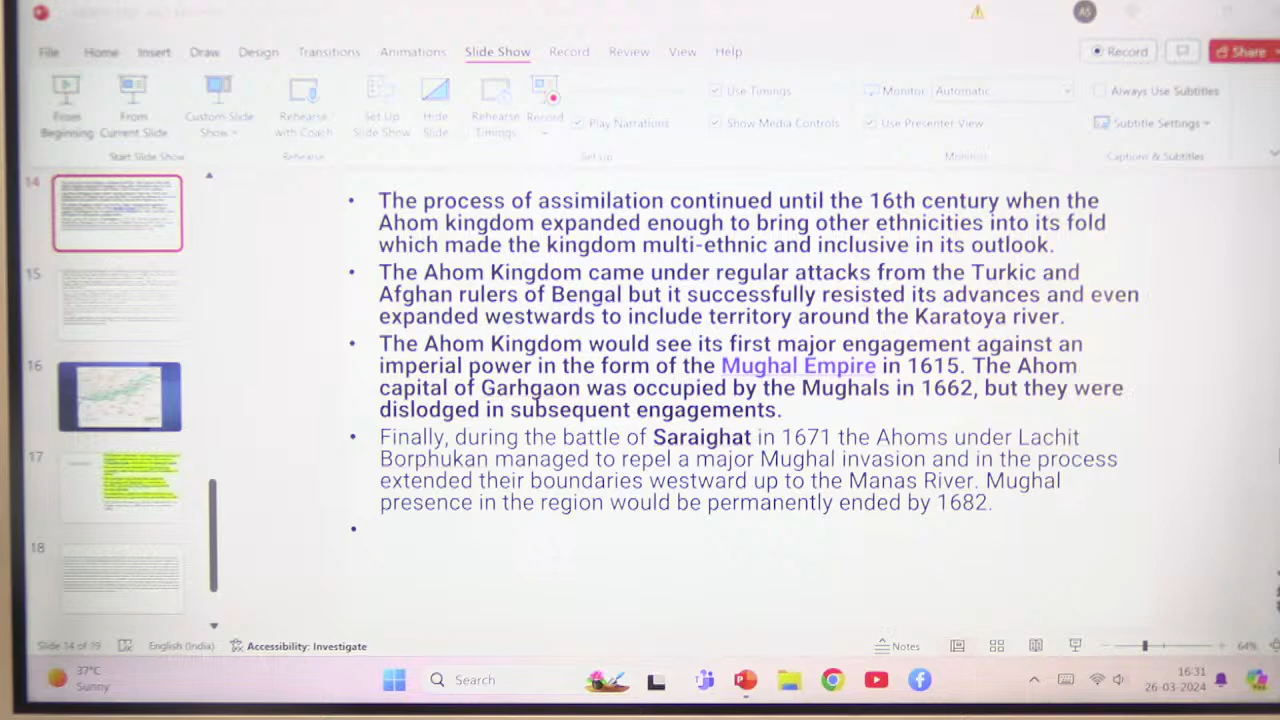 AS
File Home Insert Draw Design Transitions Animations Slide Show Record Review View Help
Record Share
From Beginning
From Current Slide
Custom Slide Show
Rehearse with Coach
Set Up Slide Show
Hide Slide
Rehearse Timings
Record
Play Narrations
Use Timings
Show Media Controls
Monitor Automatic
Use Presenter View
Always Use Subtitles
Subtitle Settings
Start Slide Show Rehearse Set Up Monitors Captions & Subtitles
14
15
16
17
18
• The process of assimilation continued until the 16th century when the
Ahom kingdom expanded enough to bring other ethnicities into its fold
which made the kingdom multi-ethnic and inclusive in its outlook.
• The Ahom Kingdom came under regular attacks from the Turkic and
Afghan rulers of Bengal but it successfully resisted its advances and even
expanded westwards to include territory around the Karatoya river.
• The Ahom Kingdom would see its first major engagement against an
imperial power in the form of the Mughal Empire in 1615. The Ahom
capital of Garhgaon was occupied by the Mughals in 1662, but they were
dislodged in subsequent engagements.
• Finally, during the battle of Saraighat in 1671 the Ahoms under Lachit
Borphukan managed to repel a major Mughal invasion and in the process
extended their boundaries westward up to the Manas River. Mughal
presence in the region would be permanently ended by 1682.
•
Slide 14 of 19 English (India) Accessibility: Investigate Notes 64%
37°C
Sunny
Search
16:31
26-03-2024